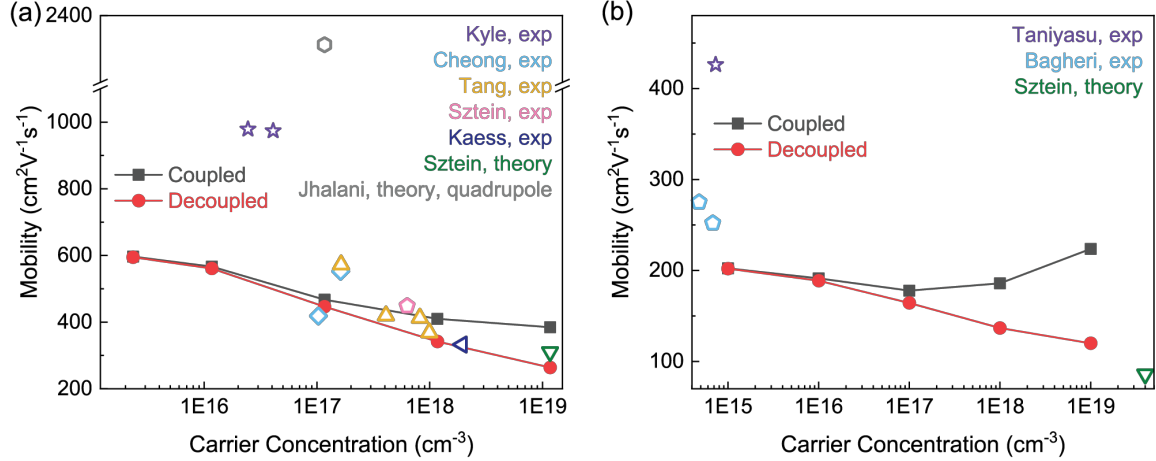 (a)
2400
1000
800
600
400
200
Mobility (cm²V⁻¹s⁻¹)
Kyle, exp
Cheong, exp
Tang, exp
Sztein, exp
Kaess, exp
Sztein, theory
Jhalani, theory, quadrupole
Coupled
Decoupled
1E16
1E17
1E18
1E19
Carrier Concentration (cm⁻³)
(b)
400
300
200
100
Mobility (cm²V⁻¹s⁻¹)
Taniyasu, exp
Bagheri, exp
Sztein, theory
Coupled
Decoupled
1E15
1E16
1E17
1E18
1E19
Carrier Concentration (cm⁻³)